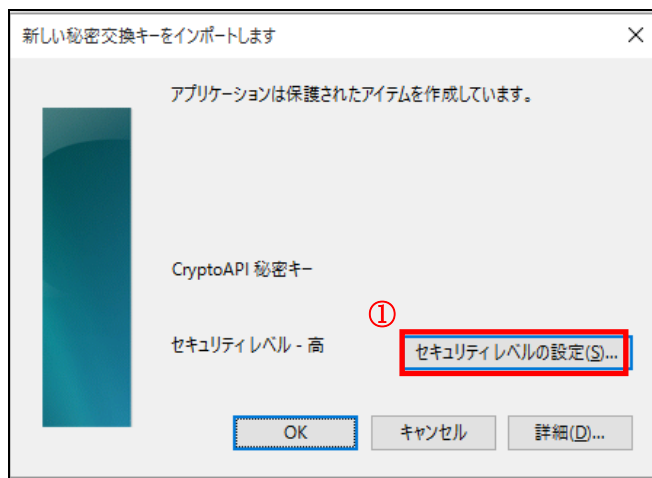 新しい秘密交換キーをインポートします
アプリケーションは保護されたアイテムを作成しています。
CryptoAPI 秘密キー
①
セキュリティ レベル - 高
セキュリティ レベルの設定(S)...
OK
キャンセル
詳細(D)...